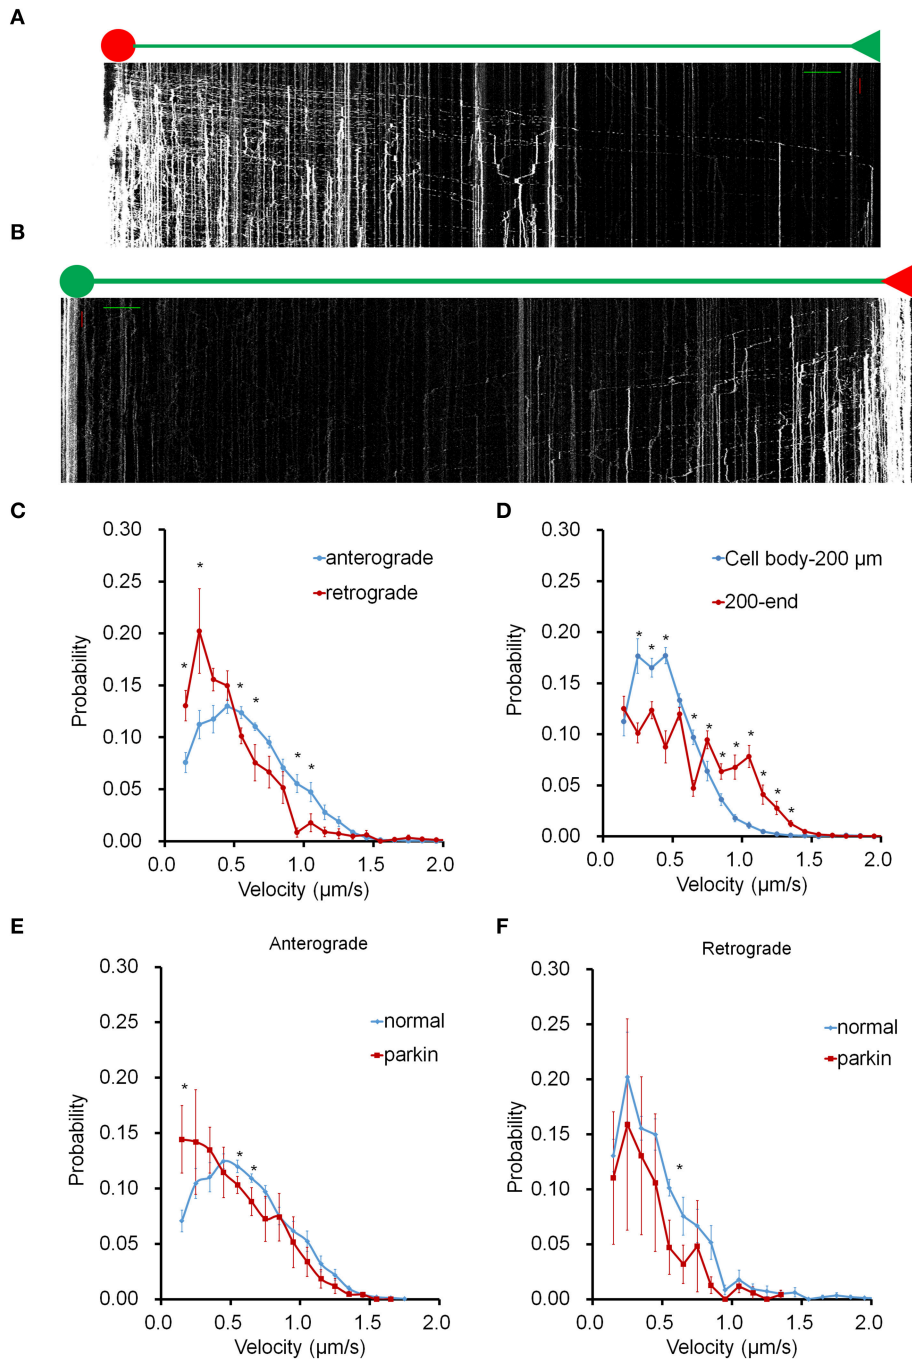 A
B
C
0.30
0.25
0.20
0.15
0.10
0.05
0.00
Probability
0.0
0.5
1.0
1.5
2.0
Velocity (µm/s)
anterograde
retrograde
*
*
*
*
*
*
D
0.30
0.25
0.20
0.15
0.10
0.05
0.00
Probability
0.0
0.5
1.0
1.5
2.0
Velocity (µm/s)
Cell body-200 µm
200-end
*
*
*
*
*
*
*
*
*
*
*
E
Anterograde
0.30
0.25
0.20
0.15
0.10
0.05
0.00
Probability
0.0
0.5
1.0
1.5
2.0
Velocity (µm/s)
normal
parkin
*
*
*
F
Retrograde
0.30
0.25
0.20
0.15
0.10
0.05
0.00
Probability
0.0
0.5
1.0
1.5
2.0
Velocity (µm/s)
normal
parkin
*